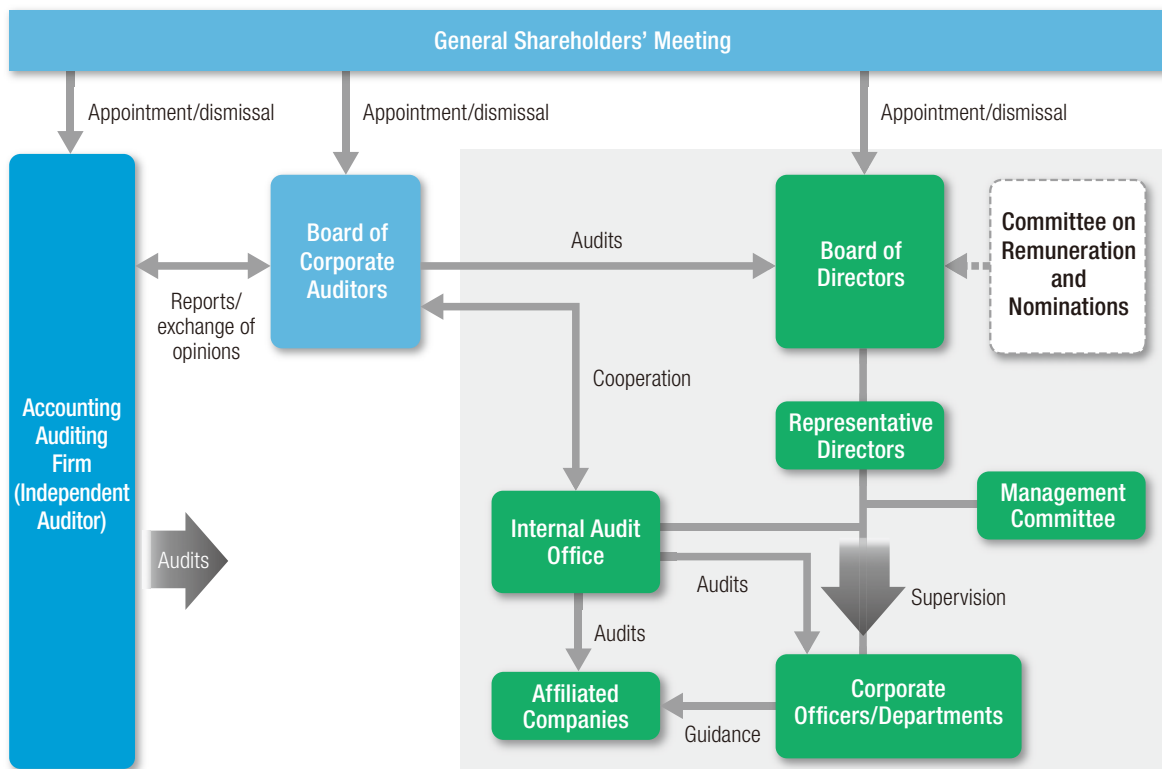 General Shareholders’ Meeting
Appointment/dismissal
Appointment/dismissal
Appointment/dismissal
Board of
Corporate
Auditors
Audits
Board of
Directors
Committee on
Remuneration
and
Nominations
Reports/
exchange of
opinions
Cooperation
Accounting
Auditing
Firm
(Independent
Auditor)
Audits
Representative
Directors
Management
Committee
Internal Audit
Office
Audits
Supervision
Audits
Affiliated
Companies
Guidance
Corporate
Officers/Departments